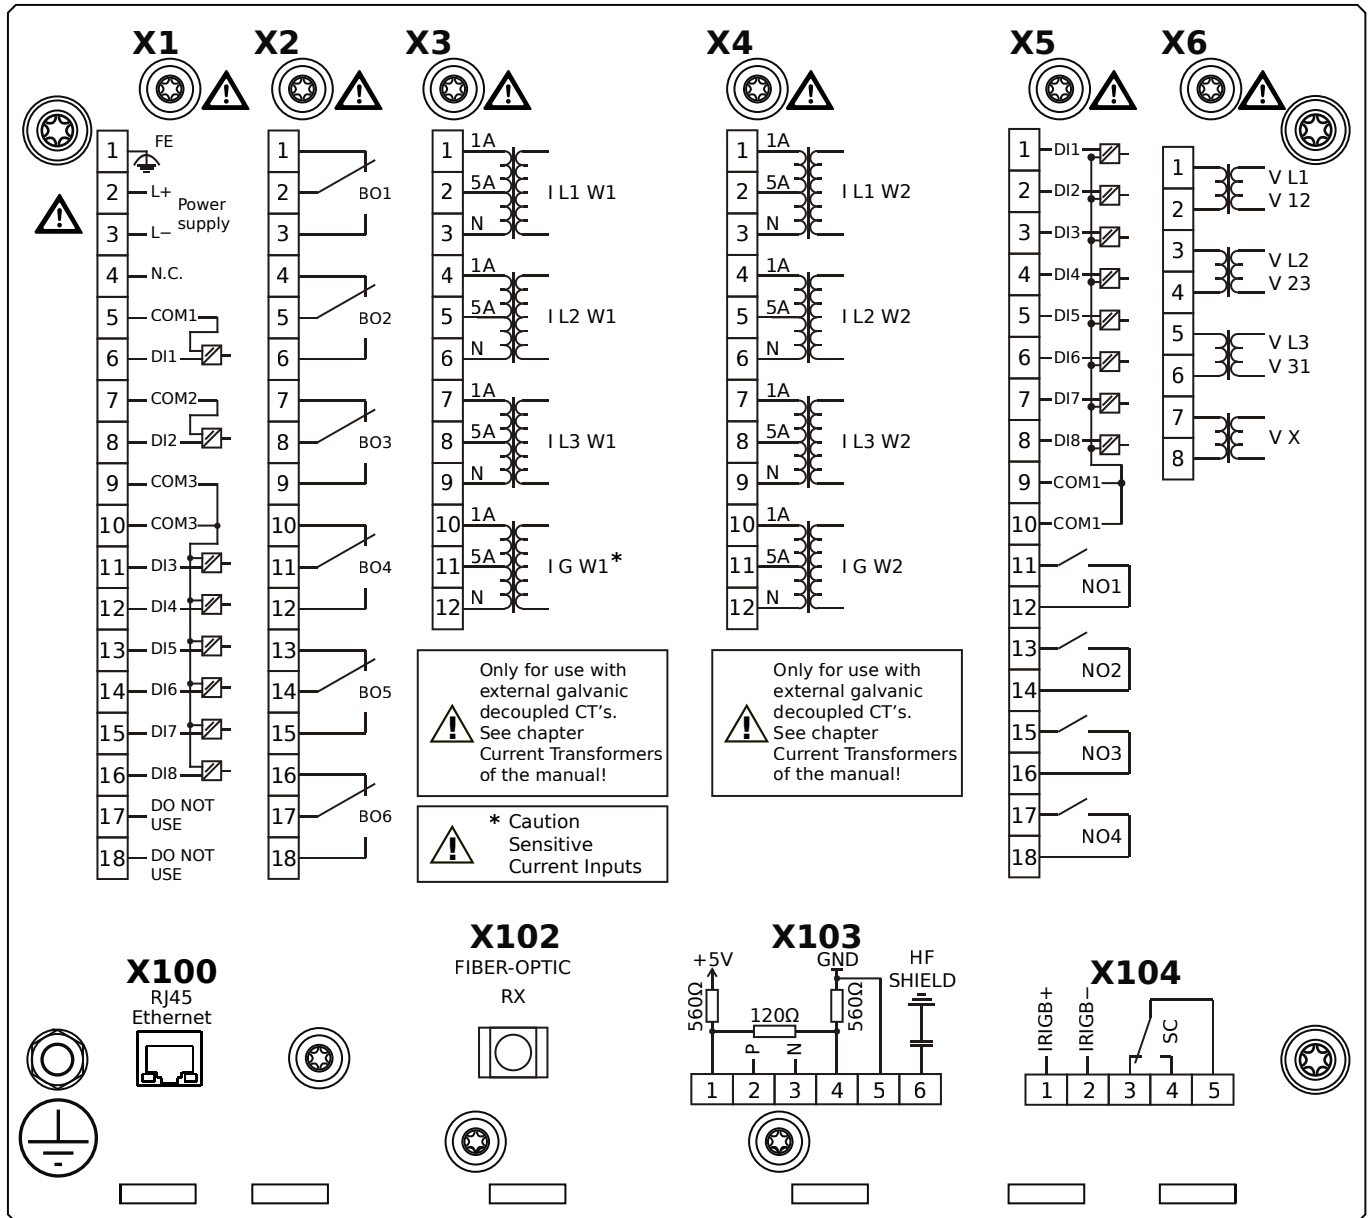 X1
X2
X3
X4
X5
X6
1
FE
2
L+
Power
supply
3
L−
4
N.C.
5
COM1
6
DI1
7
COM2
8
DI2
9
COM3
10
COM3
11
DI3
12
DI4
13
DI5
14
DI6
15
DI7
16
DI8
17
DO NOT
USE
18
DO NOT
USE
1
2
BO1
3
4
5
BO2
6
7
8
BO3
9
10
11
BO4
12
13
14
BO5
15
16
17
BO6
18
1
1A
2
5A
I L1 W1
3
N
4
1A
5
5A
I L2 W1
6
N
7
1A
8
5A
I L3 W1
9
N
10
1A
11
5A
I G W1*
12
N
Only for use with
external galvanic
decoupled CT's.
See chapter
Current Transformers
of the manual!
* Caution
Sensitive
Current Inputs
1
1A
2
5A
I L1 W2
3
N
4
1A
5
5A
I L2 W2
6
N
7
1A
8
5A
I L3 W2
9
N
10
1A
11
5A
I G W2
12
N
Only for use with
external galvanic
decoupled CT's.
See chapter
Current Transformers
of the manual!
1
DI1
2
DI2
3
DI3
4
DI4
5
DI5
6
DI6
7
DI7
8
DI8
9
COM1
10
COM1
11
NO1
12
13
NO2
14
15
NO3
16
17
NO4
18
1
V L1
2
V 12
3
V L2
4
V 23
5
V L3
6
V 31
7
V X
8
X100
RJ45
Ethernet
X102
FIBER-OPTIC
RX
X103
+5V
GND
HF
SHIELD
560Ω
120Ω
560Ω
P
N
1 2 3 4 5 6
X104
IRIGB+
IRIGB−
SC
1 2 3 4 5